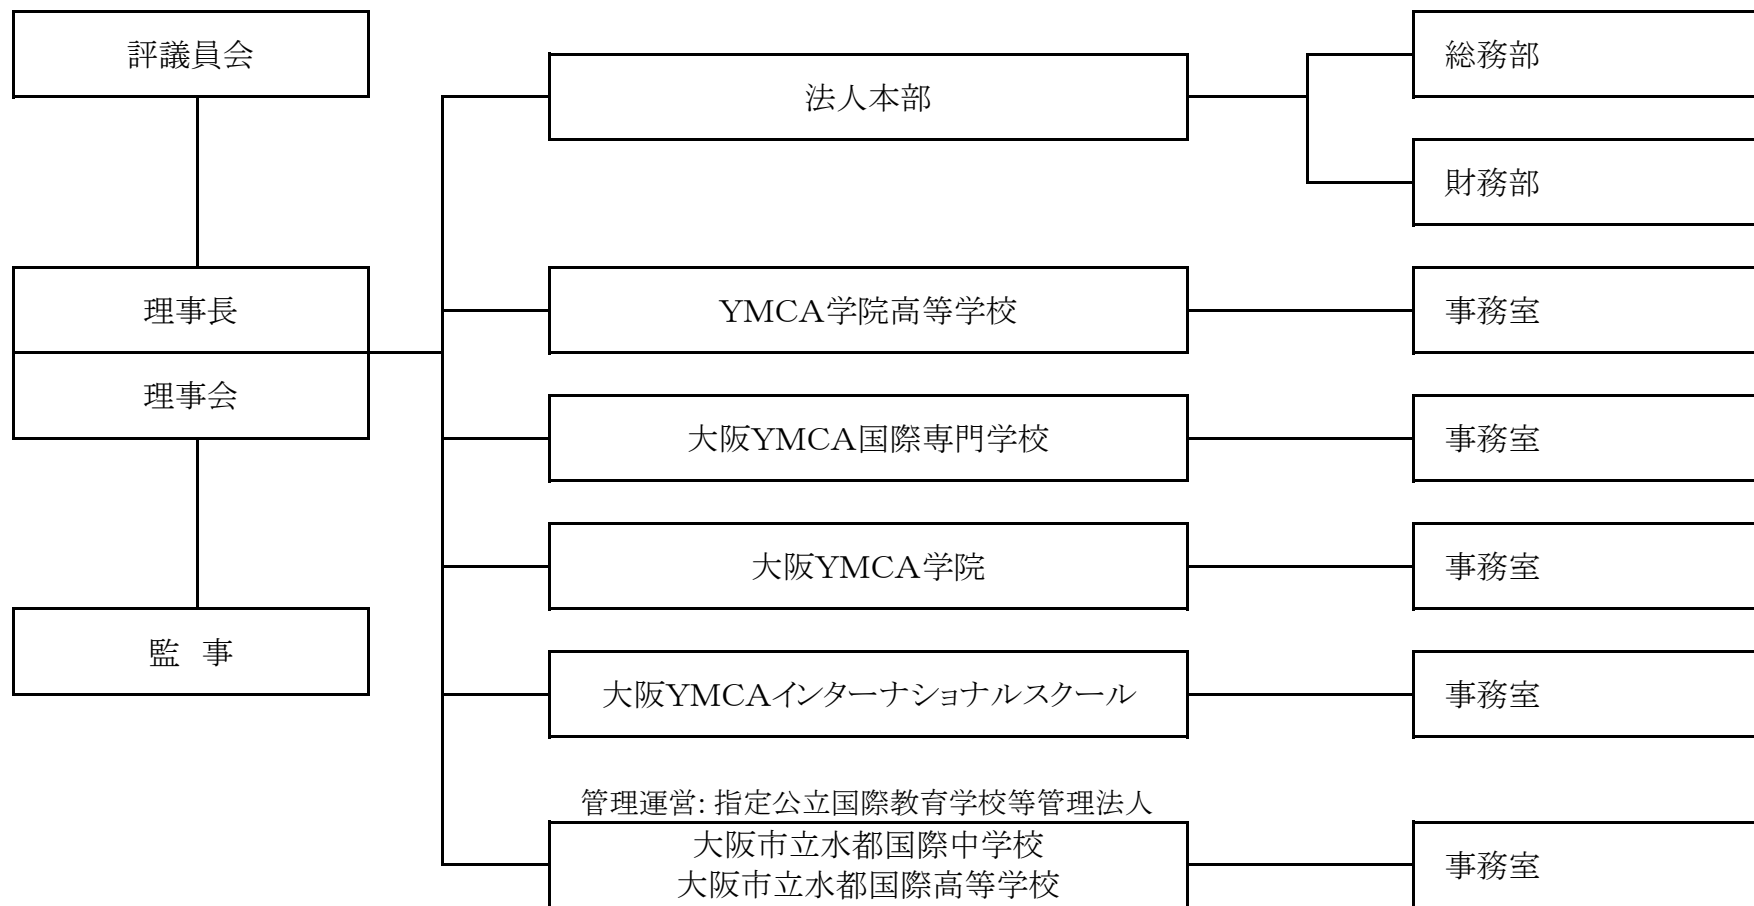 評議員会
理事長
理事会
監 事
法人本部
総務部
財務部
YMCA学院高等学校
事務室
大阪YMCA国際専門学校
事務室
大阪YMCA学院
事務室
大阪YMCAインターナショナルスクール
事務室
管理運営: 指定公立国際教育学校等管理法人
大阪市立水都国際中学校
大阪市立水都国際高等学校
事務室